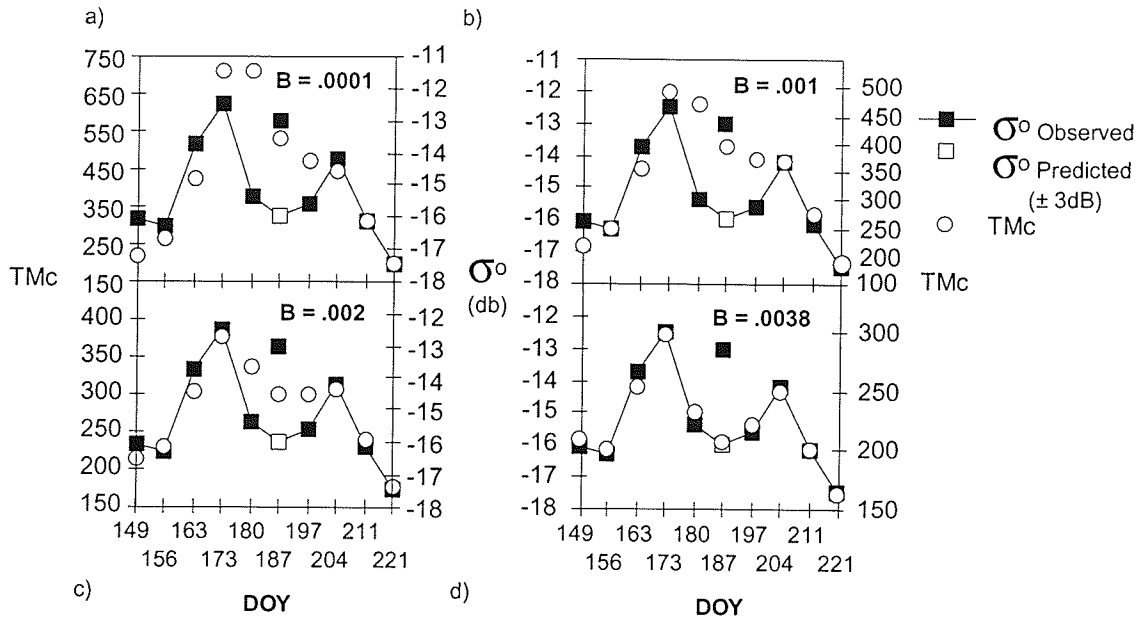 a)
b)
750
650
550
450
350
250
150
TMc
B = .0001
-11
-12
-13
-14
-15
-16
-17
-18
σº
(db)
-11
-12
-13
-14
-15
-16
-17
-18
B = .001
500
450
400
350
300
250
200
100
TMc
σº Observed
σº Predicted
(± 3dB)
TMc
400
350
300
250
200
150
B = .002
-12
-13
-14
-15
-16
-17
-18
-12
-13
-14
-15
-16
-17
-18
B = .0038
300
250
200
150
149 163 180 197 211
156 173 187 204 221
149 163 180 197 211
156 173 187 204 221
c)
DOY
d)
DOY